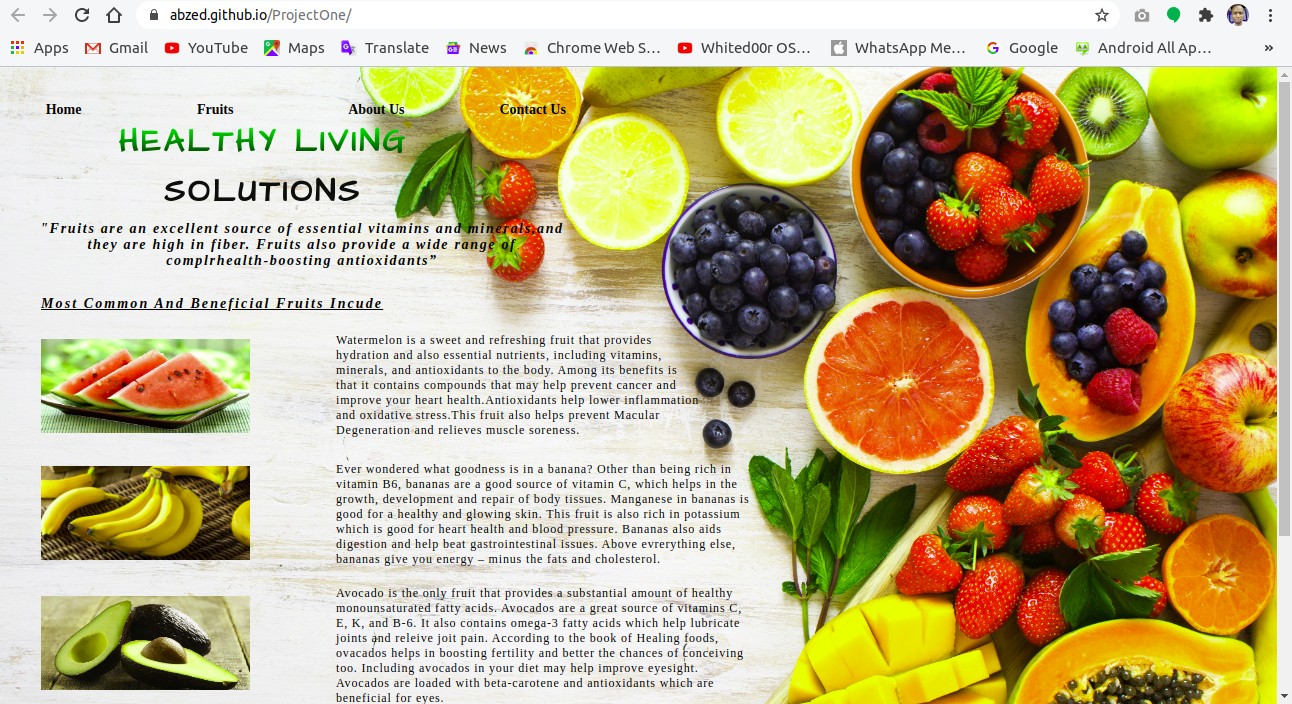 abzed.github.io/ProjectOne/
Apps Gmail YouTube Maps Translate News Chrome Web S… Whited00r OS… WhatsApp Me… Google Android All Ap… »
Home Fruits About Us Contact Us
HEALTHY LIVING
SOLUTIONS
"Fruits are an excellent source of essential vitamins and minerals,and
they are high in fiber. Fruits also provide a wide range of
complrhealth-boosting antioxidants”
Most Common And Beneficial Fruits Incude
Watermelon is a sweet and refreshing fruit that provides
hydration and also essential nutrients, including vitamins,
minerals, and antioxidants to the body. Among its benefits is
that it contains compounds that may help prevent cancer and
improve your heart health.Antioxidants help lower inflammation
and oxidative stress.This fruit also helps prevent Macular
Degeneration and relieves muscle soreness.
Ever wondered what goodness is in a banana? Other than being rich in
vitamin B6, bananas are a good source of vitamin C, which helps in the
growth, development and repair of body tissues. Manganese in bananas is
good for a healthy and glowing skin. This fruit is also rich in potassium
which is good for heart health and blood pressure. Bananas also aids
digestion and help beat gastrointestinal issues. Above evrerything else,
bananas give you energy – minus the fats and cholesterol.
Avocado is the only fruit that provides a substantial amount of healthy
monounsaturated fatty acids. Avocados are a great source of vitamins C,
E, K, and B-6. It also contains omega-3 fatty acids which help lubricate
joints and releive joit pain. According to the book of Healing foods,
ovacados helps in boosting fertility and better the chances of conceiving
too. Including avocados in your diet may help improve eyesight.
Avocados are loaded with beta-carotene and antioxidants which are
beneficial for eyes.